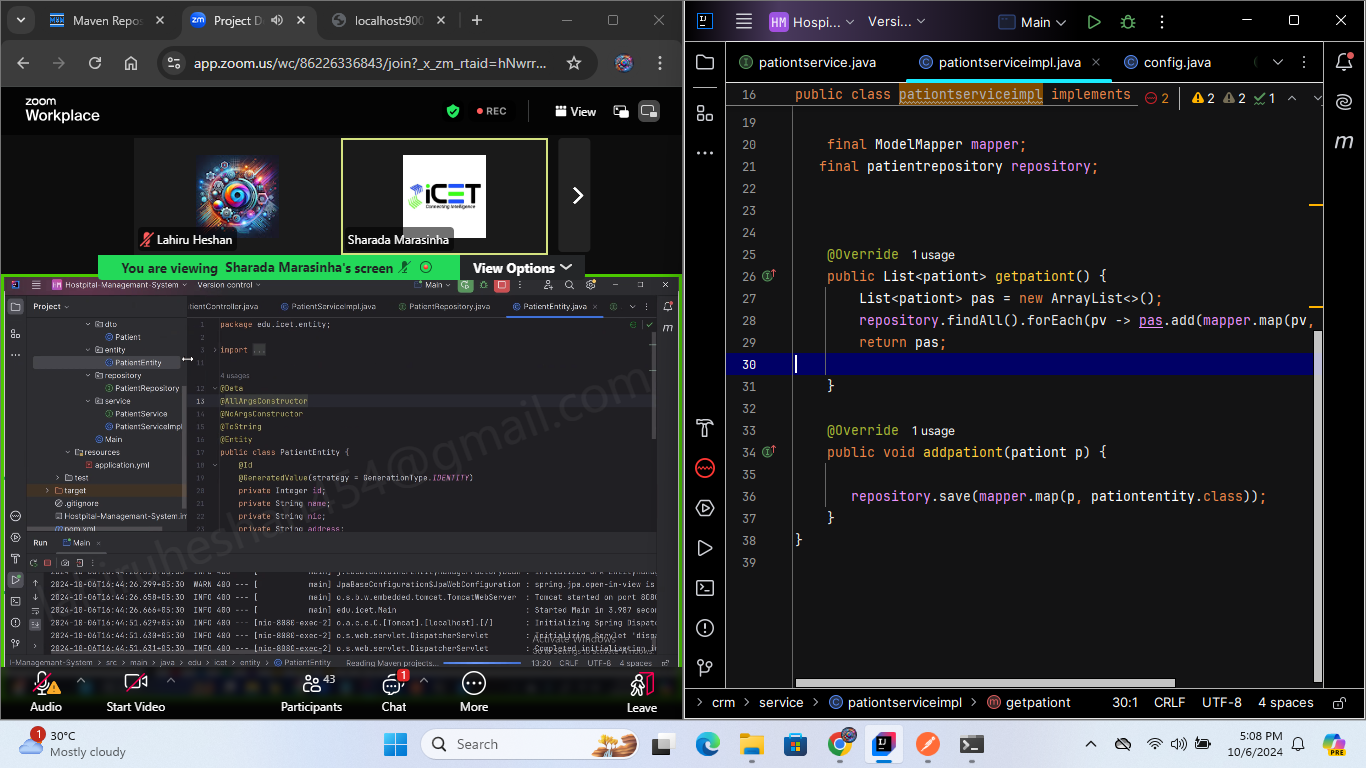 Maven Repos
Project D
localhost:900
app.zoom.us/wc/86226336843/join?_x_zm_rtaid=hNwrr...
zoom
Workplace
REC
View
Lahiru Heshan
iCET
Connecting Intelligence
Sharada Marasinha
You are viewing Sharada Marasinha's screen
View Options
HM Hostpital-Management-System
Version control
Main
Project
tientController.java
PatientServiceImpl.java
PatientRepository.java
PatientEntity.java
dto
Patient
entity
PatientEntity
repository
PatientRepository
service
PatientService
PatientServiceImpl
Main
resources
application.yml
test
target
.gitignore
Hostpital-Management-System.im
pom.xml
1 package edu.icet.entity;
2
3 import ...
11
4 usages
12 @Data
13 @AllArgsConstructor
14 @NoArgsConstructor
15 @ToString
16 @Entity
17 public class PatientEntity {
18 @Id
19 @GeneratedValue(strategy = GenerationType.IDENTITY)
20 private Integer id;
21 private String name;
22 private String nic;
23 private String address;
Run
Main
2024-10-06T16:44:26.299+05:30 WARN 400 --- [ main] JpaBaseConfiguration$JpaWebConfiguration : spring.jpa.open-in-view is
2024-10-06T16:44:26.658+05:30 INFO 400 --- [ main] o.s.b.w.embedded.tomcat.TomcatWebServer : Tomcat started on port 8080
2024-10-06T16:44:26.666+05:30 INFO 400 --- [ main] edu.icet.Main : Started Main in 3.987 secon
2024-10-06T16:44:51.629+05:30 INFO 400 --- [nio-8080-exec-2] o.a.c.c.C.[Tomcat].[localhost].[/] : Initializing Spring Dispatc
2024-10-06T16:44:51.630+05:30 INFO 400 --- [nio-8080-exec-2] o.s.web.servlet.DispatcherServlet : Initializing Servlet 'dispa
2024-10-06T16:44:51.631+05:30 INFO 400 --- [nio-8080-exec-2] o.s.web.servlet.DispatcherServlet : Completed initialization in
Activate Windows
l-Management-System > src > main > java > edu > icet > entity > PatientEntity
Reading Maven projects...
13:20 CRLF UTF-8 4 spaces
Audio
Start Video
43
Participants
1
Chat
More
Leave
HM Hospi...
Versi...
Main
pationtservice.java
pationtserviceimpl.java
config.java
16 public class pationtserviceimpl implements
2 2 2 1
19
20 final ModelMapper mapper;
21 final patientrepository repository;
22
23
24
25 @Override 1 usage
26 public List<pationt> getpationt() {
27 List<pationt> pas = new ArrayList<>();
28 repository.findAll().forEach(pv -> pas.add(mapper.map(pv,
29 return pas;
30
31 }
32
33 @Override 1 usage
34 public void addpationt(pationt p) {
35
36 repository.save(mapper.map(p, pationtentity.class));
37 }
38 }
39
crm > service > pationtserviceimpl > getpationt
30:1 CRLF UTF-8 4 spaces
1
30°C
Mostly cloudy
Search
PRE
5:08 PM
10/6/2024